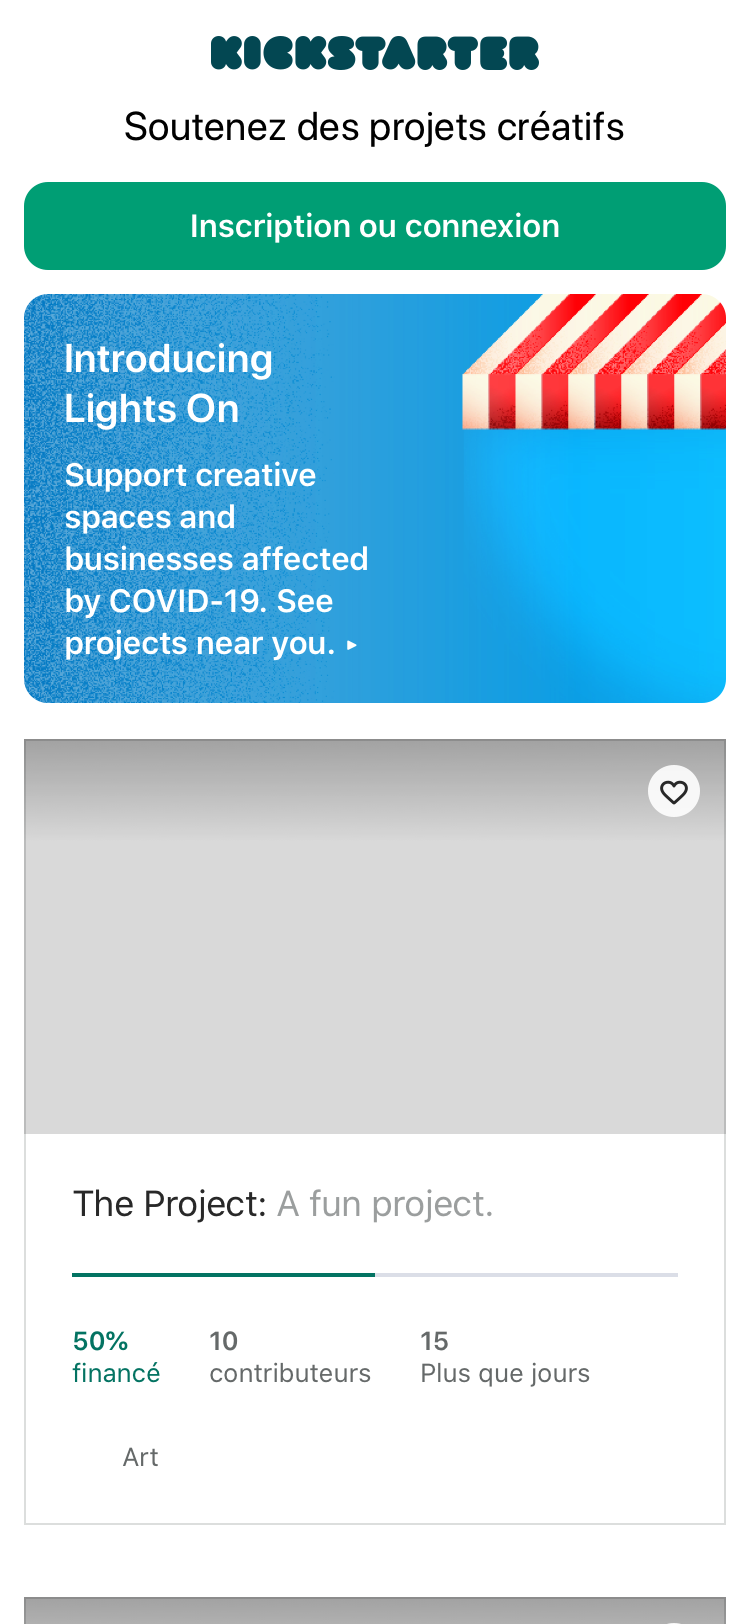 KICKSTARTER
Soutenez des projets créatifs
Inscription ou connexion
Introducing
Lights On
Support creative
spaces and
businesses affected
by COVID-19. See
projects near you. ▸
The Project: A fun project.
50% 10 15
financé contributeurs Plus que jours
Art